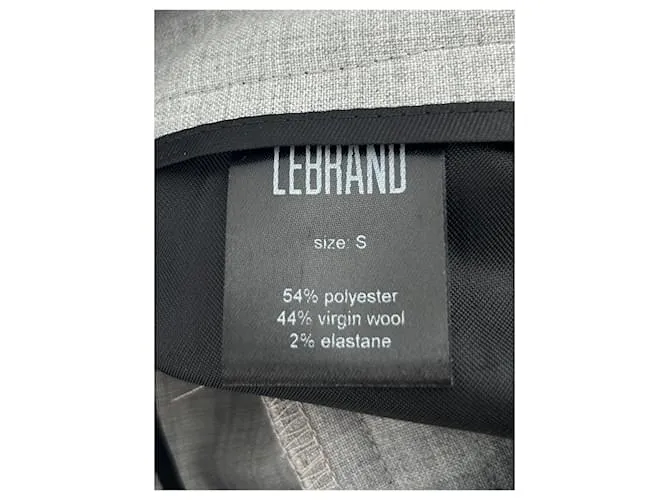 LEBRAND
size: S
54% polyester
44% virgin wool
2% elastane